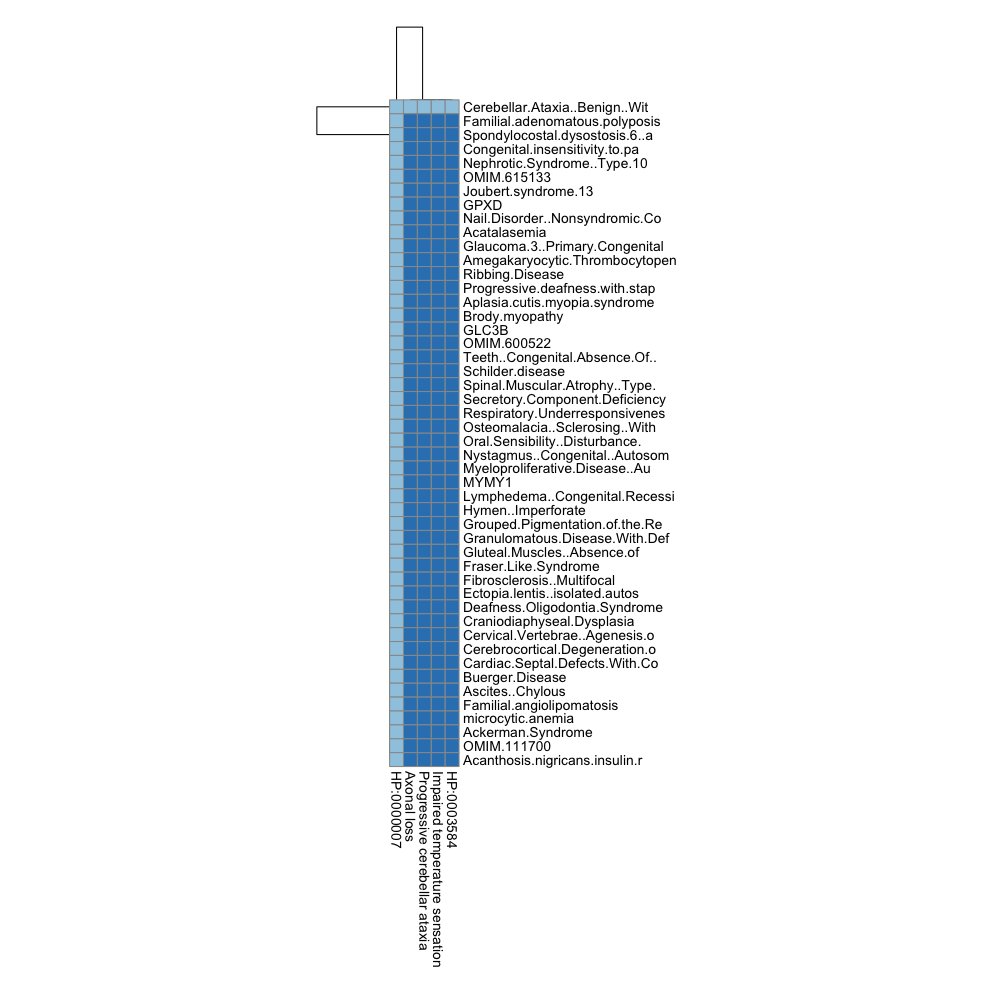 Cerebellar.Ataxia..Benign..Wit
Familial.adenomatous.polyposis
Spondylocostal.dysostosis.6..a
Congenital.insensitivity.to.pa
Nephrotic.Syndrome..Type.10
OMIM.615133
Joubert.syndrome.13
GPXD
Nail.Disorder..Nonsyndromic.Co
Acatalasemia
Glaucoma.3..Primary.Congenital
Amegakaryocytic.Thrombocytopen
Ribbing.Disease
Progressive.deafness.with.stap
Aplasia.cutis.myopia.syndrome
Brody.myopathy
GLC3B
OMIM.600522
Teeth..Congenital.Absence.Of..
Schilder.disease
Spinal.Muscular.Atrophy..Type.
Secretory.Component.Deficiency
Respiratory.Underresponsivenes
Osteomalacia..Sclerosing..With
Oral.Sensibility..Disturbance.
Nystagmus..Congenital..Autosom
Myeloproliferative.Disease..Au
MYMY1
Lymphedema..Congenital.Recessi
Hymen..Imperforate
Grouped.Pigmentation.of.the.Re
Granulomatous.Disease.With.Def
Gluteal.Muscles..Absence.of
Fraser.Like.Syndrome
Fibrosclerosis..Multifocal
Ectopia.lentis..isolated.autos
Deafness.Oligodontia.Syndrome
Craniodiaphyseal.Dysplasia
Cervical.Vertebrae..Agenesis.o
Cerebrocortical.Degeneration.o
Cardiac.Septal.Defects.With.Co
Buerger.Disease
Ascites..Chylous
Familial.angiolipomatosis
microcytic.anemia
Ackerman.Syndrome
OMIM.111700
Acanthosis.nigricans.insulin.r
HP:0000007
Axonal loss
Progressive cerebellar ataxia
Impaired temperature sensation
HP:0003584